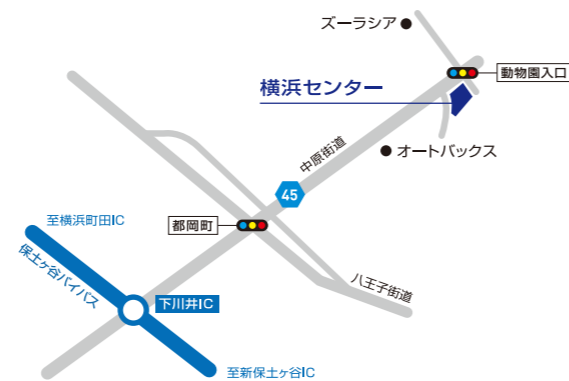 ズーラシア
動物園入口
横浜センター
オートバックス
中原街道
45
都岡町
至横浜町田IC
保土ヶ谷バイパス
八王子街道
下川井IC
至新保土ヶ谷IC